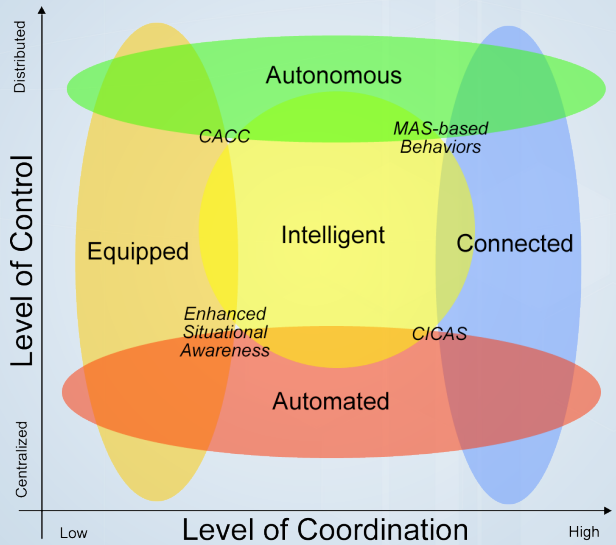 Distributed
Autonomous
CACC
MAS-based
Behaviors
Level of Control
Equipped
Intelligent
Connected
Enhanced
Situational
Awareness
CICAS
Automated
Centralized
Low
Level of Coordination
High